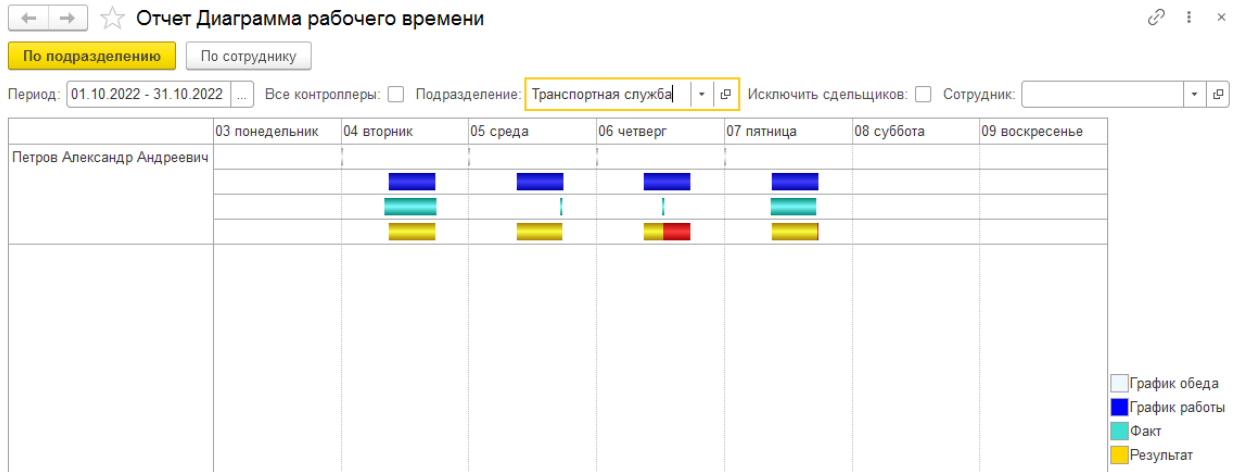 Отчет Диаграмма рабочего времени
По подразделению По сотруднику
Период: 01.10.2022 - 31.10.2022 ... Все контроллеры: Подразделение: Транспортная служба Исключить сдельщиков: Сотрудник:
03 понедельник 04 вторник 05 среда 06 четверг 07 пятница 08 суббота 09 воскресенье
Петров Александр Андреевич
График обеда
График работы
Факт
Результат